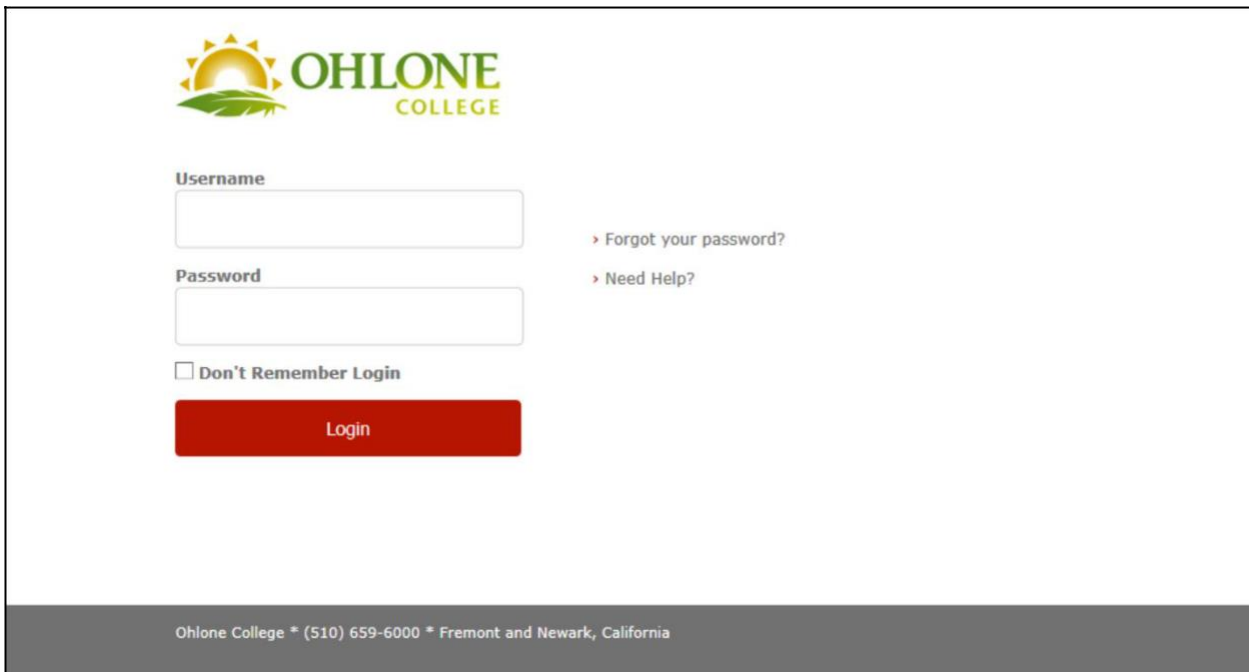 OHLONE
COLLEGE
Username
› Forgot your password?
Password
› Need Help?
Don't Remember Login
Login
Ohlone College * (510) 659-6000 * Fremont and Newark, California